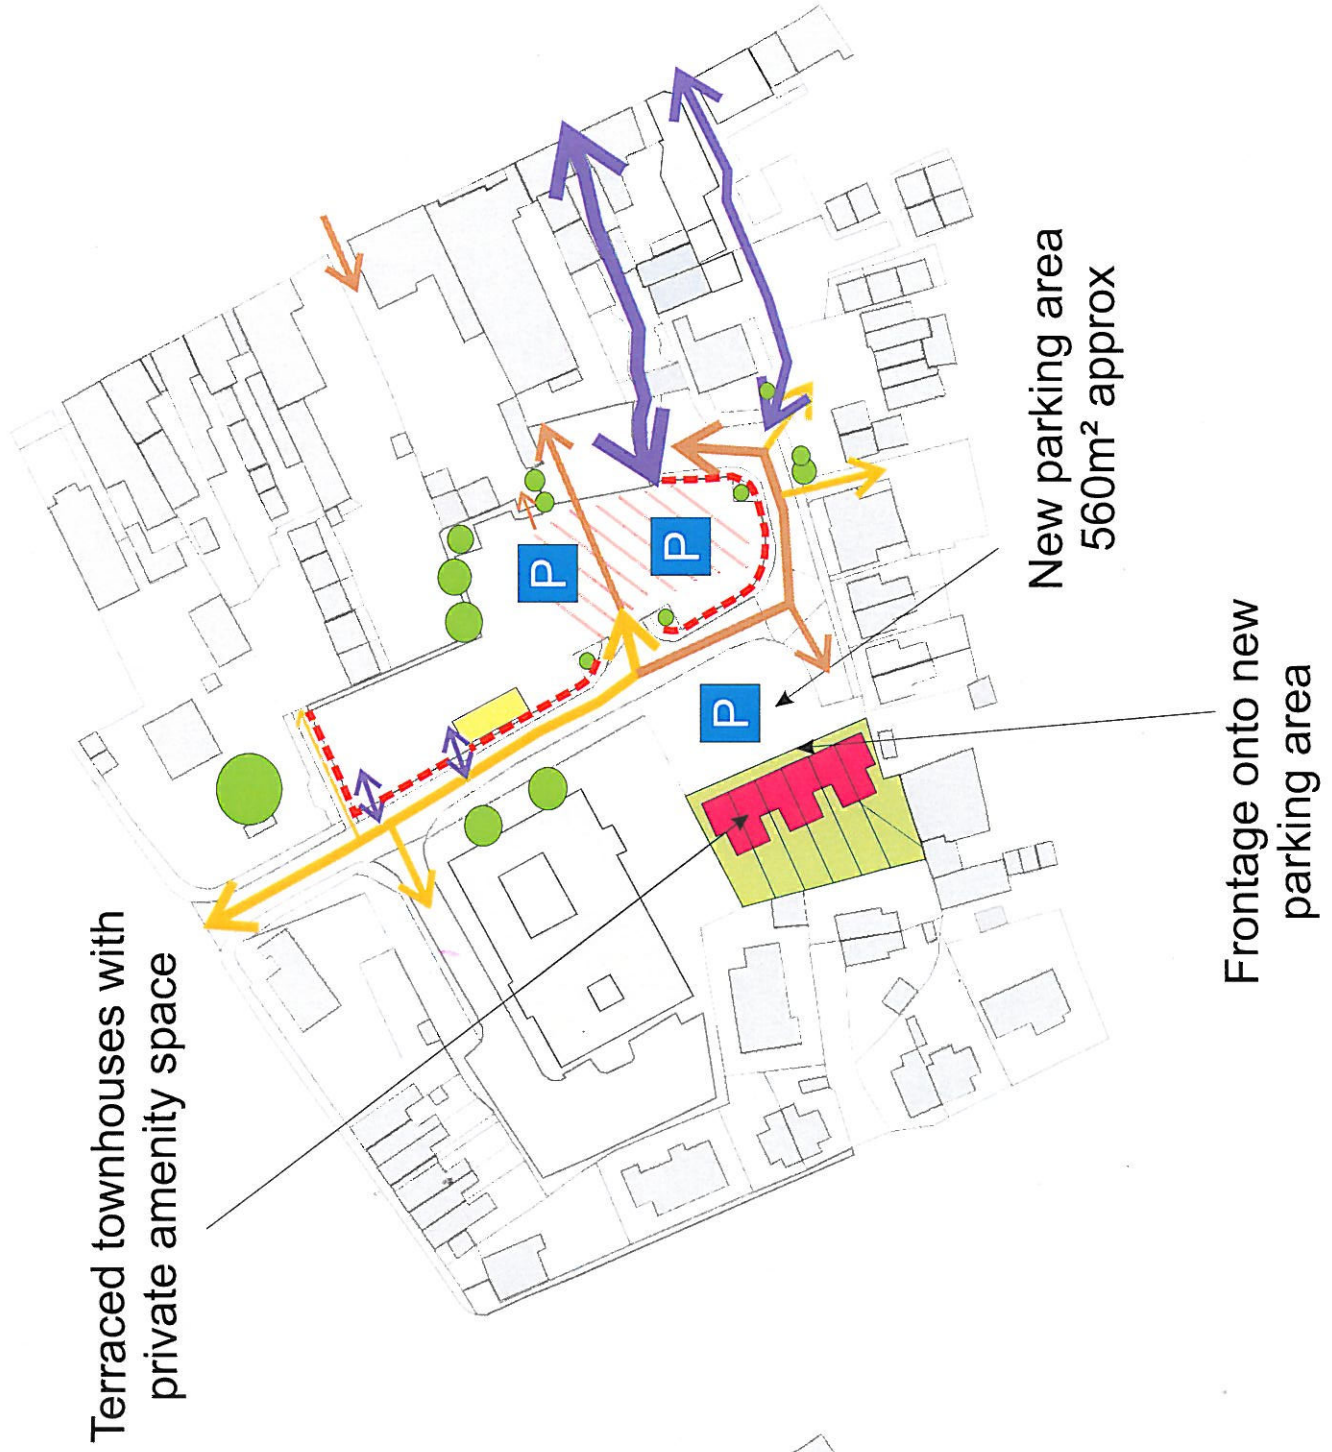 Terraced townhouses with
private amenity space
P
P
P
New parking area
560m² approx
Frontage onto new
parking area